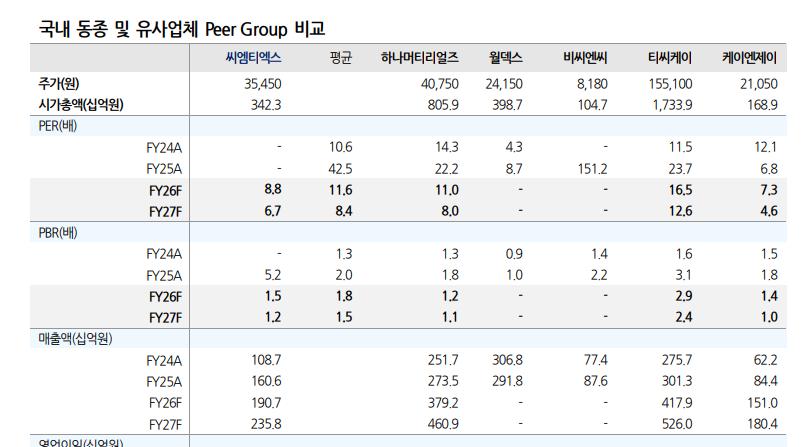 국내 동종 및 유사업체 Peer Group 비교
씨엠티엑스 평균 하나머티리얼즈 월덱스 비씨엔씨 티씨케이 케이엔제이
주가(원) 35,450 40,750 24,150 8,180 155,100 21,050
시가총액(십억원) 342.3 805.9 398.7 104.7 1,733.9 168.9
PER(배)
FY24A - 10.6 14.3 4.3 - 11.5 12.1
FY25A - 42.5 22.2 8.7 151.2 23.7 6.8
FY26F 8.8 11.6 11.0 - - 16.5 7.3
FY27F 6.7 8.4 8.0 - - 12.6 4.6
PBR(배)
FY24A - 1.3 1.3 0.9 1.4 1.6 1.5
FY25A 5.2 2.0 1.8 1.0 2.2 3.1 1.8
FY26F 1.5 1.8 1.2 - - 2.9 1.4
FY27F 1.2 1.5 1.1 - - 2.4 1.0
매출액(십억원)
FY24A 108.7 251.7 306.8 77.4 275.7 62.2
FY25A 160.6 273.5 291.8 87.6 301.3 84.4
FY26F 190.7 379.2 - - 417.9 151.0
FY27F 235.8 460.9 - - 526.0 180.4